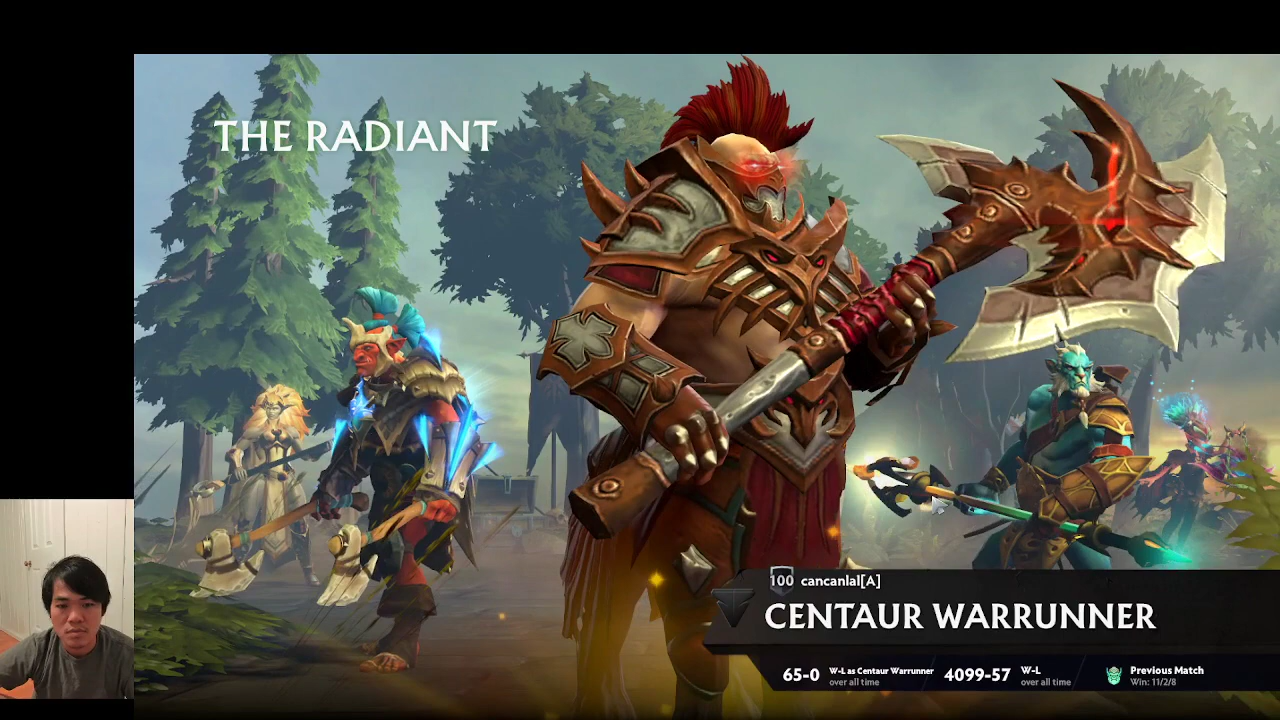 THE RADIANT
100 cancanlal[A]
CENTAUR WARRUNNER
65-0 W-L as Centaur Warrunner
over all time
4099-57 W-L
over all time
Previous Match
Win: 11/2/8